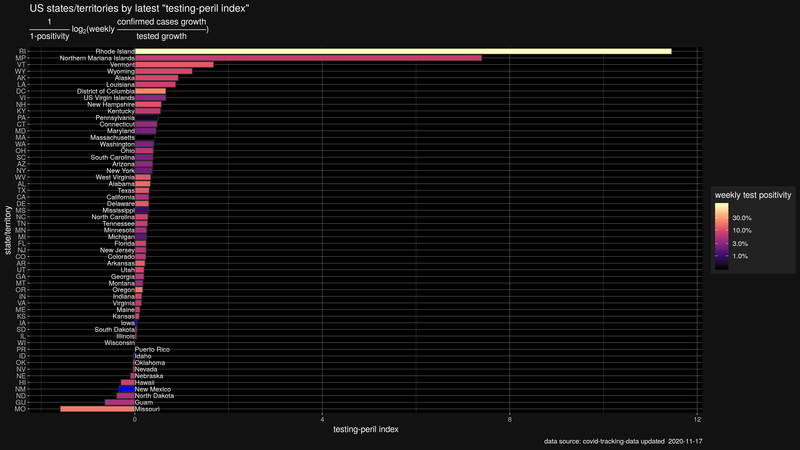 US states/territories by latest "testing-peril index"
1 / 1-positivity log2(weekly confirmed cases growth / tested growth)
RI Rhode Island
MP Northern Mariana Islands
VT Vermont
WY Wyoming
AK Alaska
LA Louisiana
DC District of Columbia
VI US Virgin Islands
NH New Hampshire
KY Kentucky
PA Pennsylvania
CT Connecticut
MD Maryland
MA Massachusetts
WA Washington
OH Ohio
SC South Carolina
AZ Arizona
NY New York
WV West Virginia
AL Alabama
TX Texas
CA California
DE Delaware
MS Mississippi
NC North Carolina
TN Tennessee
MN Minnesota
MI Michigan
FL Florida
NJ New Jersey
CO Colorado
AR Arkansas
UT Utah
GA Georgia
MT Montana
OR Oregon
IN Indiana
VA Virginia
ME Maine
KS Kansas
IA Iowa
SD South Dakota
IL Illinois
WI Wisconsin
PR Puerto Rico
ID Idaho
OK Oklahoma
NV Nevada
NE Nebraska
HI Hawaii
NM New Mexico
ND North Dakota
GU Guam
MO Missouri
state/territory
0 4 8 12
testing-peril index
weekly test positivity
30.0%
10.0%
3.0%
1.0%
data source: covid-tracking-data updated 2020-11-17